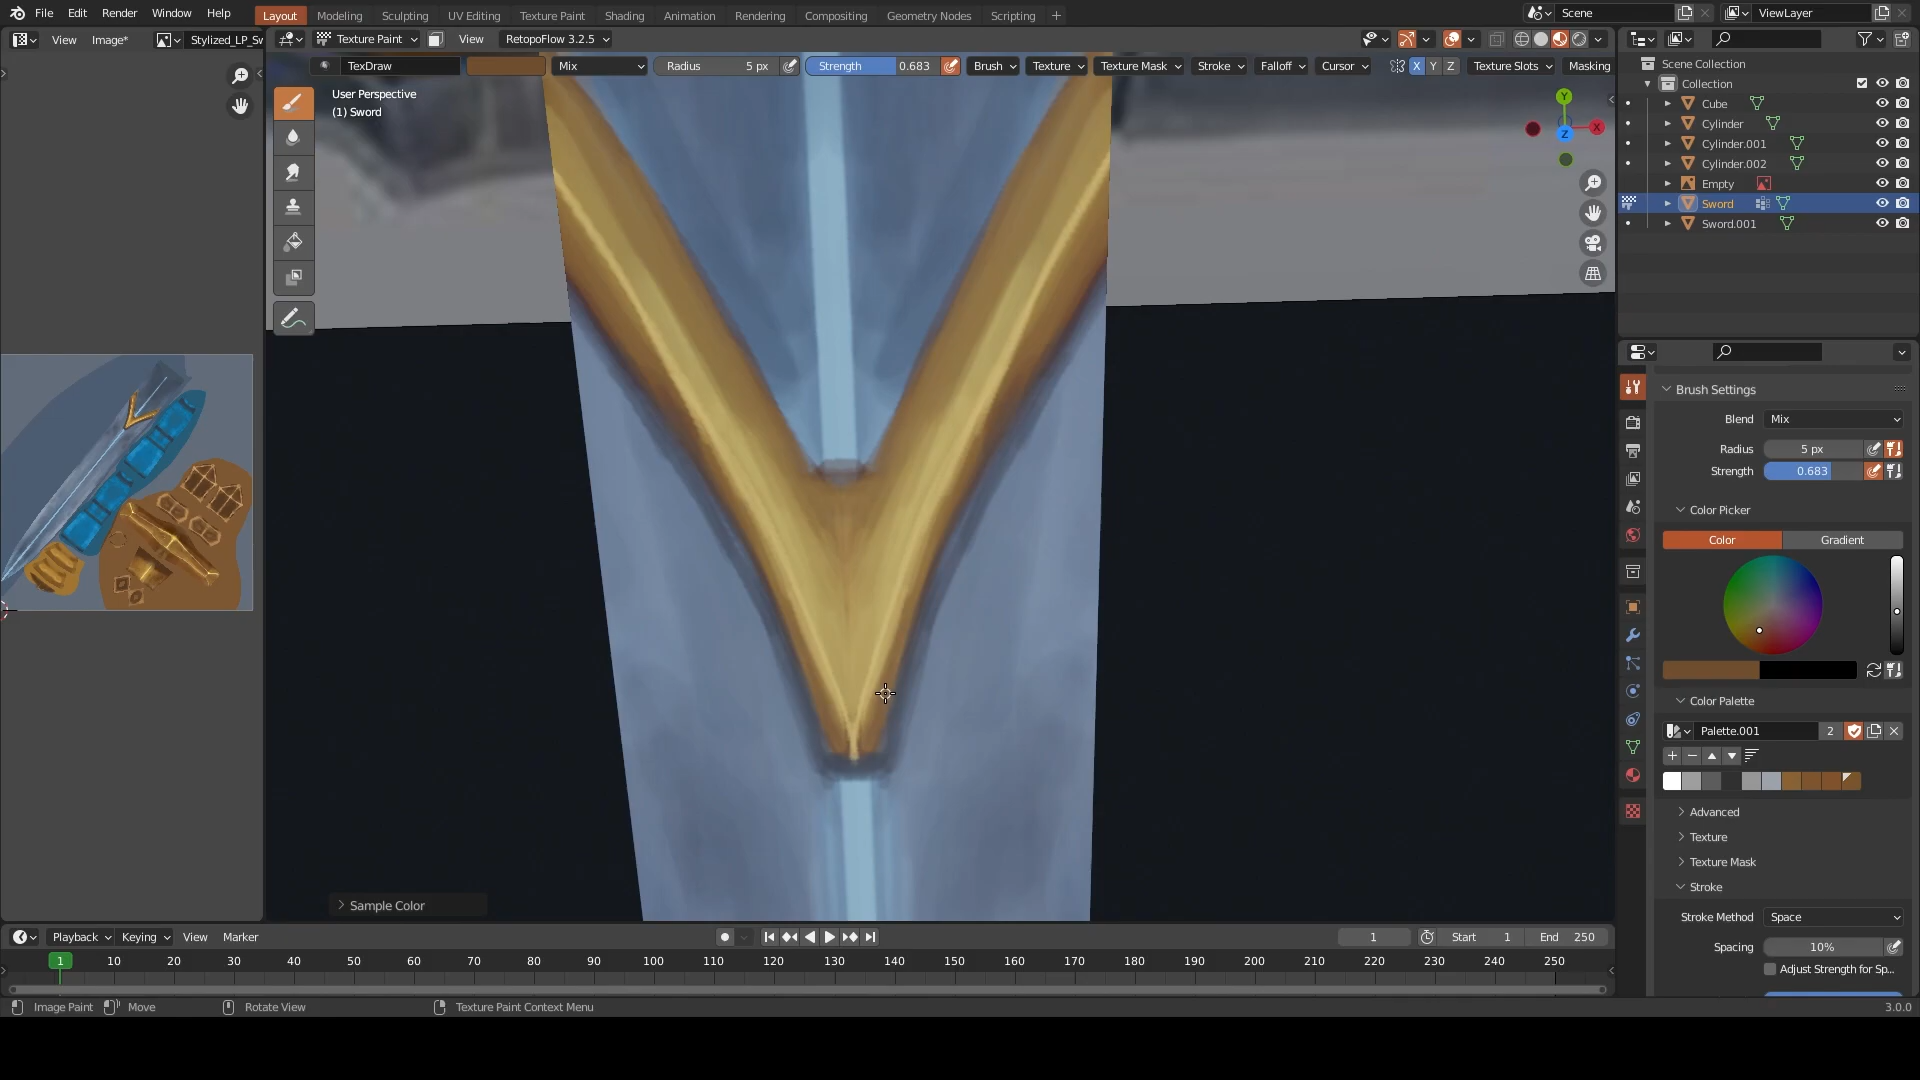 File Edit Render Window Help Layout Modeling Sculpting UV Editing Texture Paint Shading Animation Rendering Compositing Geometry Nodes Scripting + Scene ViewLayer
View Image* Stylized_LP_Sw Texture Paint View RetopoFlow 3.2.5
TexDraw Mix Radius 5 px Strength 0.683 Brush Texture Texture Mask Stroke Falloff Cursor X Y Z Texture Slots Masking
User Perspective
(1) Sword
Y
X
Z
Scene Collection
Collection
Cube
Cylinder
Cylinder.001
Cylinder.002
Empty
Sword
Sword.001
Brush Settings
Blend Mix
Radius 5 px
Strength 0.683
Color Picker
Color Gradient
Color Palette
Palette.001 2
Advanced
Texture
Texture Mask
Stroke
Stroke Method Space
Spacing 10%
Adjust Strength for Sp...
Sample Color
Playback Keying View Marker 1 Start 1 End 250
1 10 20 30 40 50 60 70 80 90 100 110 120 130 140 150 160 170 180 190 200 210 220 230 240 250
Image Paint Move Rotate View Texture Paint Context Menu 3.0.0